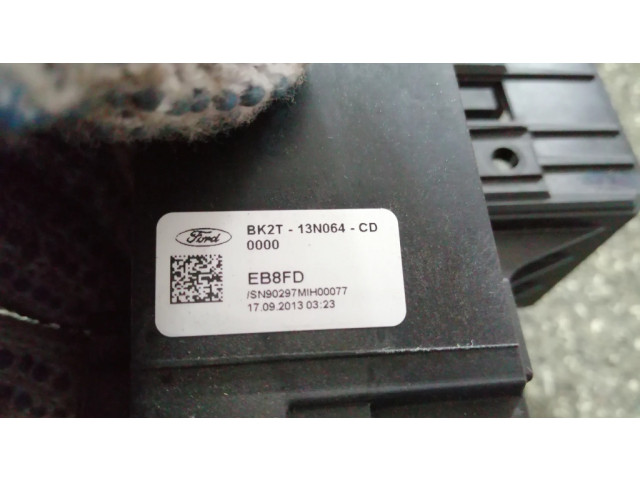 Ford
BK2T - 13N064 - CD
0000
EB8FD
/SN90297MIH00077
17.09.2013 03:23